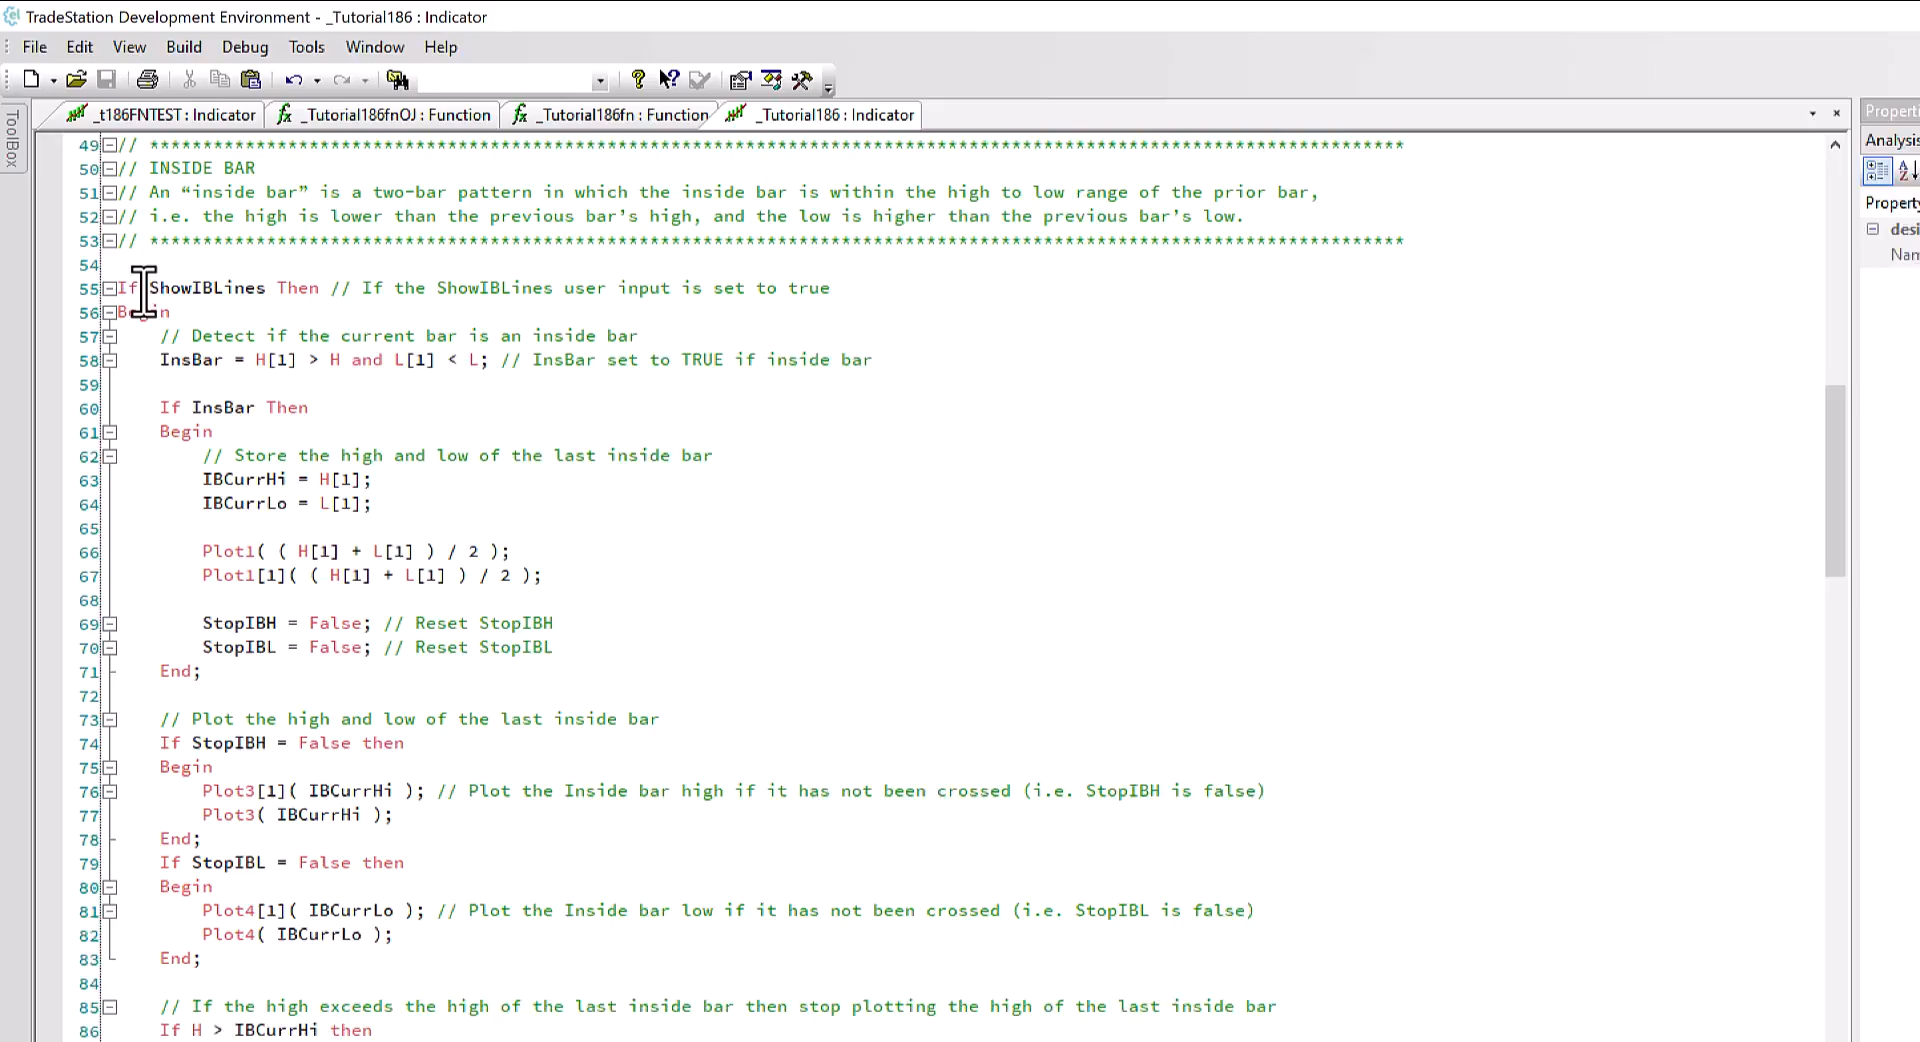 TradeStation Development Environment - _Tutorial186 : Indicator
File Edit View Build Debug Tools Window Help
ToolBox
_t186FNTEST : Indicator _Tutorial186fnOJ : Function _Tutorial186fn : Function _Tutorial186 : Indicator
49 // **********************************************************************************************************************
50 // INSIDE BAR
51 // An “inside bar” is a two-bar pattern in which the inside bar is within the high to low range of the prior bar,
52 // i.e. the high is lower than the previous bar’s high, and the low is higher than the previous bar’s low.
53 // **********************************************************************************************************************
54
55 If ShowIBLines Then // If the ShowIBLines user input is set to true
56 Begin
57 // Detect if the current bar is an inside bar
58 InsBar = H[1] > H and L[1] < L; // InsBar set to TRUE if inside bar
59
60 If InsBar Then
61 Begin
62 // Store the high and low of the last inside bar
63 IBCurrHi = H[1];
64 IBCurrLo = L[1];
65
66 Plot1( ( H[1] + L[1] ) / 2 );
67 Plot1[1]( ( H[1] + L[1] ) / 2 );
68
69 StopIBH = False; // Reset StopIBH
70 StopIBL = False; // Reset StopIBL
71 End;
72
73 // Plot the high and low of the last inside bar
74 If StopIBH = False then
75 Begin
76 Plot3[1]( IBCurrHi ); // Plot the Inside bar high if it has not been crossed (i.e. StopIBH is false)
77 Plot3( IBCurrHi );
78 End;
79 If StopIBL = False then
80 Begin
81 Plot4[1]( IBCurrLo ); // Plot the Inside bar low if it has not been crossed (i.e. StopIBL is false)
82 Plot4( IBCurrLo );
83 End;
84
85 // If the high exceeds the high of the last inside bar then stop plotting the high of the last inside bar
86 If H > IBCurrHi then
Properti
Analysis
Property
desi
Nam